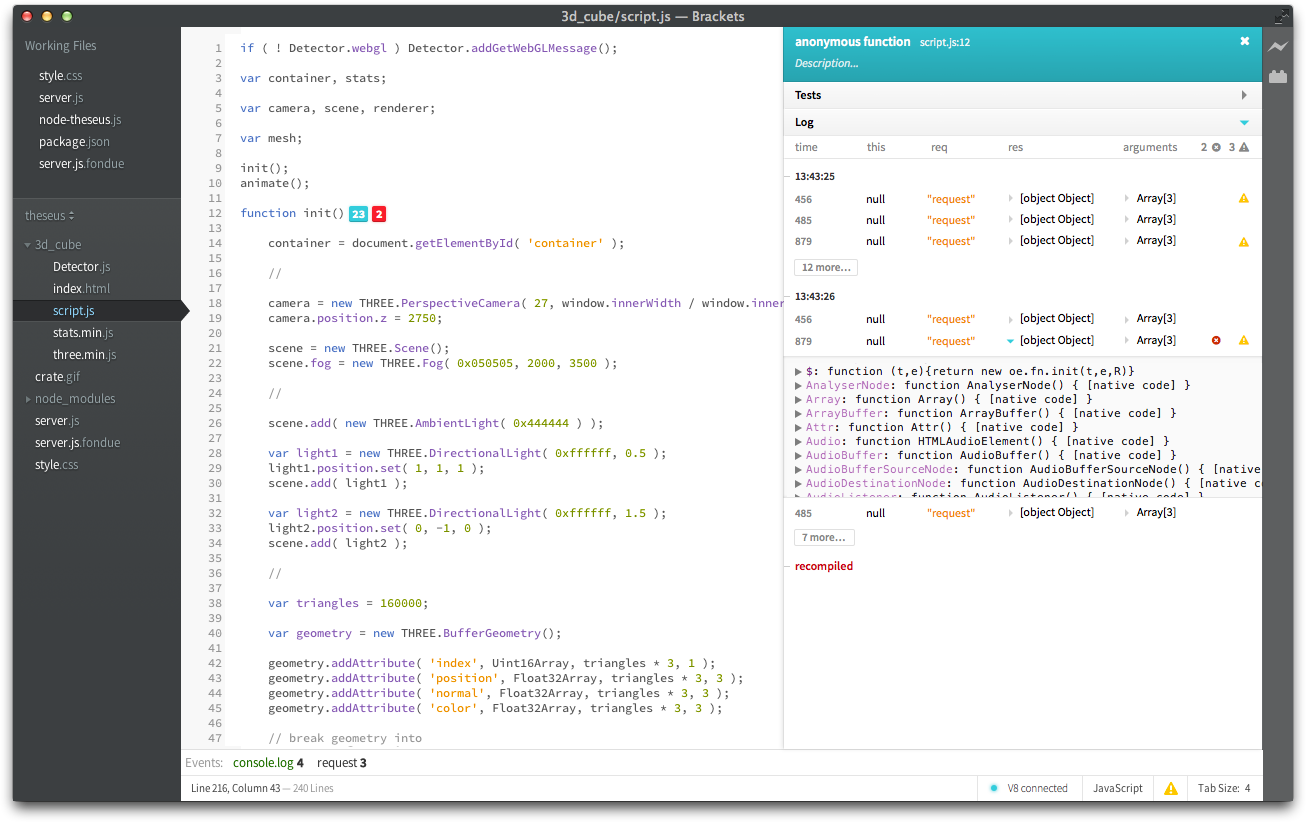 3d_cube/script.js — Brackets
Working Files
style.css
server.js
node-theseus.js
package.json
server.js.fondue
theseus
3d_cube
Detector.js
index.html
script.js
stats.min.js
three.min.js
crate.gif
node_modules
server.js
server.js.fondue
style.css
1 if ( ! Detector.webgl ) Detector.addGetWebGLMessage();
2
3 var container, stats;
4
5 var camera, scene, renderer;
6
7 var mesh;
8
9 init();
10 animate();
11
12 function init() 23 2
13
14 container = document.getElementById( 'container' );
15
16 //
17
18 camera = new THREE.PerspectiveCamera( 27, window.innerWidth / window.inner
19 camera.position.z = 2750;
20
21 scene = new THREE.Scene();
22 scene.fog = new THREE.Fog( 0x050505, 2000, 3500 );
23
24 //
25
26 scene.add( new THREE.AmbientLight( 0x444444 ) );
27
28 var light1 = new THREE.DirectionalLight( 0xffffff, 0.5 );
29 light1.position.set( 1, 1, 1 );
30 scene.add( light1 );
31
32 var light2 = new THREE.DirectionalLight( 0xffffff, 1.5 );
33 light2.position.set( 0, -1, 0 );
34 scene.add( light2 );
35
36 //
37
38 var triangles = 160000;
39
40 var geometry = new THREE.BufferGeometry();
41
42 geometry.addAttribute( 'index', Uint16Array, triangles * 3, 1 );
43 geometry.addAttribute( 'position', Float32Array, triangles * 3, 3 );
44 geometry.addAttribute( 'normal', Float32Array, triangles * 3, 3 );
45 geometry.addAttribute( 'color', Float32Array, triangles * 3, 3 );
46
47 // break geometry into
anonymous function script.js:12
Description...
Tests
Log
time this req res arguments 2 3
13:43:25
456 null "request" [object Object] Array[3]
485 null "request" [object Object] Array[3]
879 null "request" [object Object] Array[3]
12 more...
13:43:26
456 null "request" [object Object] Array[3]
879 null "request" [object Object] Array[3]
$: function (t,e){return new oe.fn.init(t,e,R)}
AnalyserNode: function AnalyserNode() { [native code] }
Array: function Array() { [native code] }
ArrayBuffer: function ArrayBuffer() { [native code] }
Attr: function Attr() { [native code] }
Audio: function HTMLAudioElement() { [native code] }
AudioBuffer: function AudioBuffer() { [native code] }
AudioBufferSourceNode: function AudioBufferSourceNode() { [native
AudioDestinationNode: function AudioDestinationNode() { [native c
AudioListener: function AudioListener() { [native code] }
485 null "request" [object Object] Array[3]
7 more...
recompiled
Events: console.log 4 request 3
Line 216, Column 43 — 240 Lines
V8 connected JavaScript Tab Size: 4